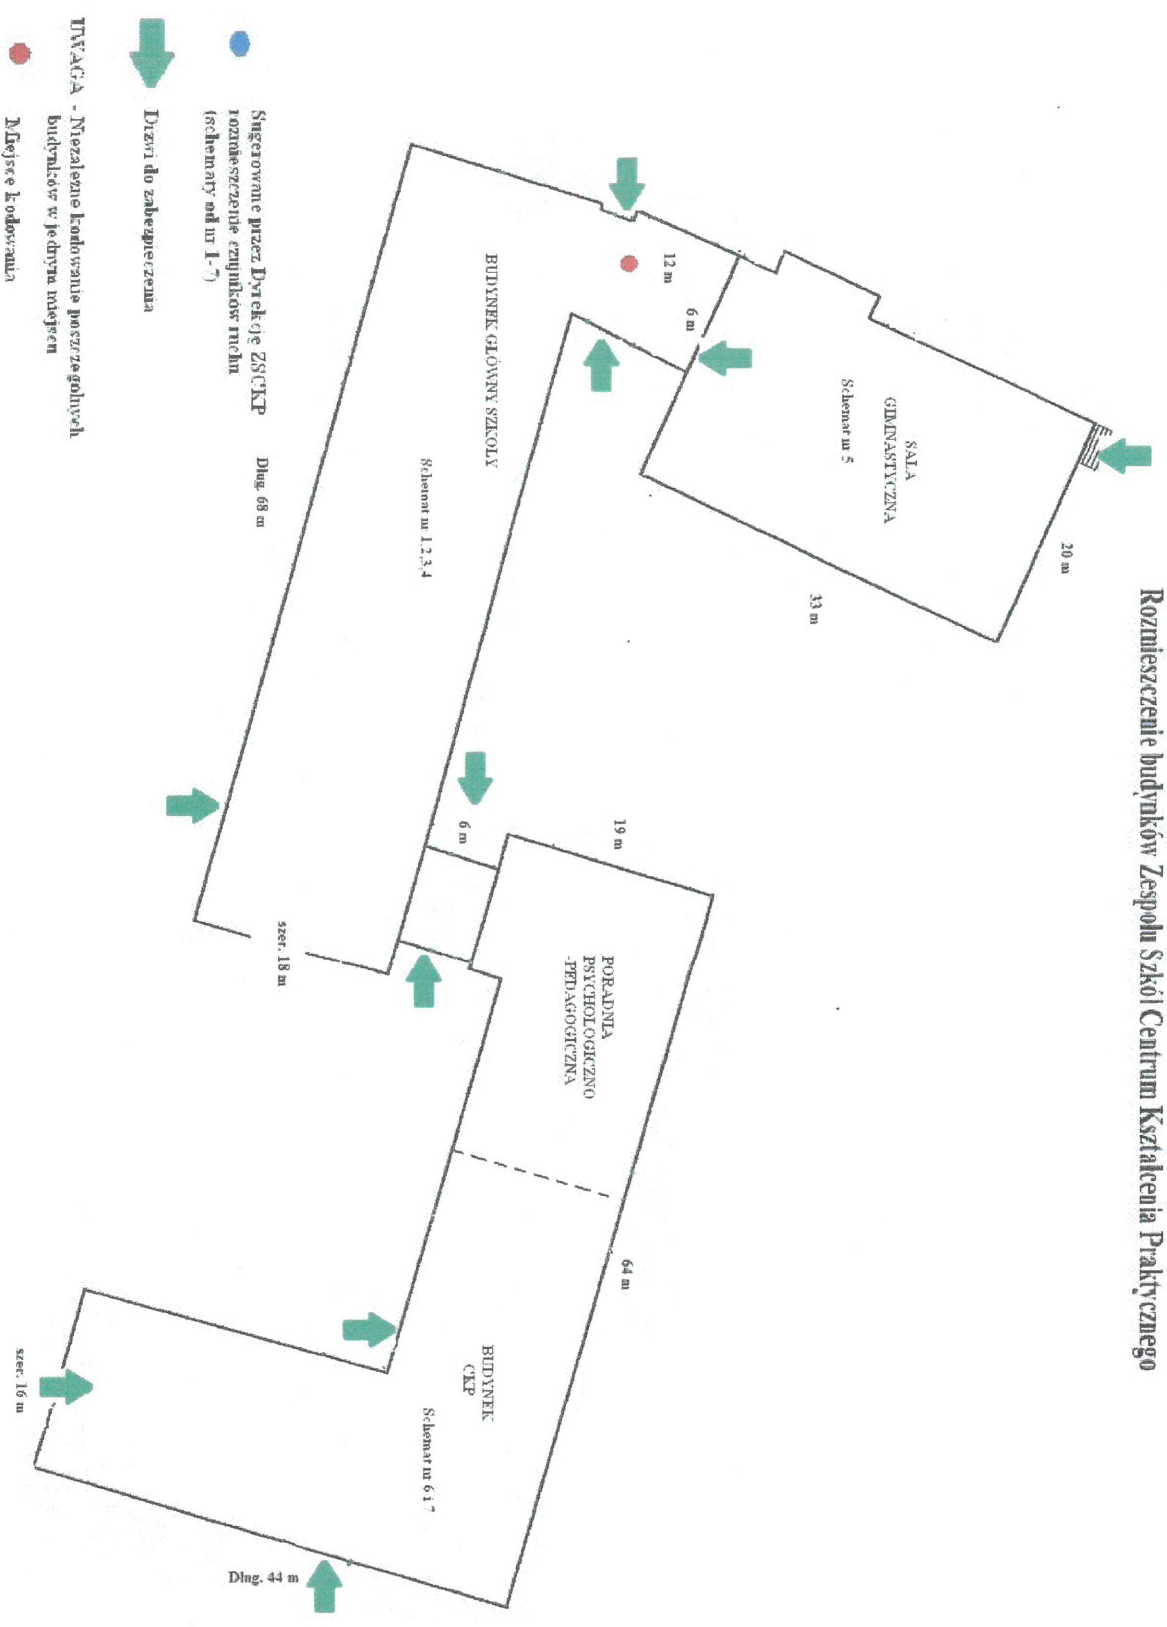 Rozmieszczenie budynków Zespołu Szkół Centrum Kształcenia Praktycznego
20 m
33 m
SALA
GIMNASTYCZNA
Schemat nr 5
12 m
6 m
BUDYNEK GŁÓWNY SZKOŁY
Schemat nr 1,2,3,4
Dług. 68 m
szer. 18 m
6 m
19 m
PORADNIA
PSYCHOLOGICZNO
-PEDAGOGICZNA
64 m
BUDYNEK
CKP
Schemat nr 6 i 7
Dług. 44 m
szer. 16 m
Sugerowane przez Dyrekcję ZSCKP
rozmieszczenie czujników ruchu
(schematy od nr 1-7)
Drzwi do zabezpieczenia
UWAGA - Niezależne kodowanie poszczególnych
budynków w jednym miejscu
Miejsce kodowania